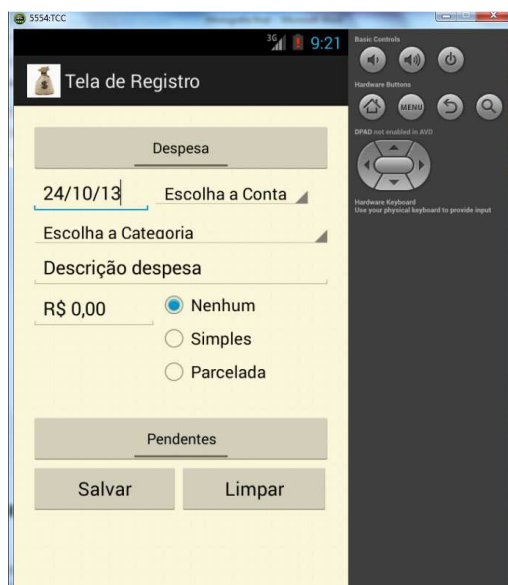 5554:TCC
3G 9:21
Tela de Registro
Despesa
24/10/13 Escolha a Conta
Escolha a Categoria
Descrição despesa
R$ 0,00 Nenhum
Simples
Parcelada
Pendentes
Salvar Limpar
Basic Controls
Hardware Buttons
MENU
DPAD not enabled in AVD
Hardware Keyboard
Use your physical keyboard to provide input